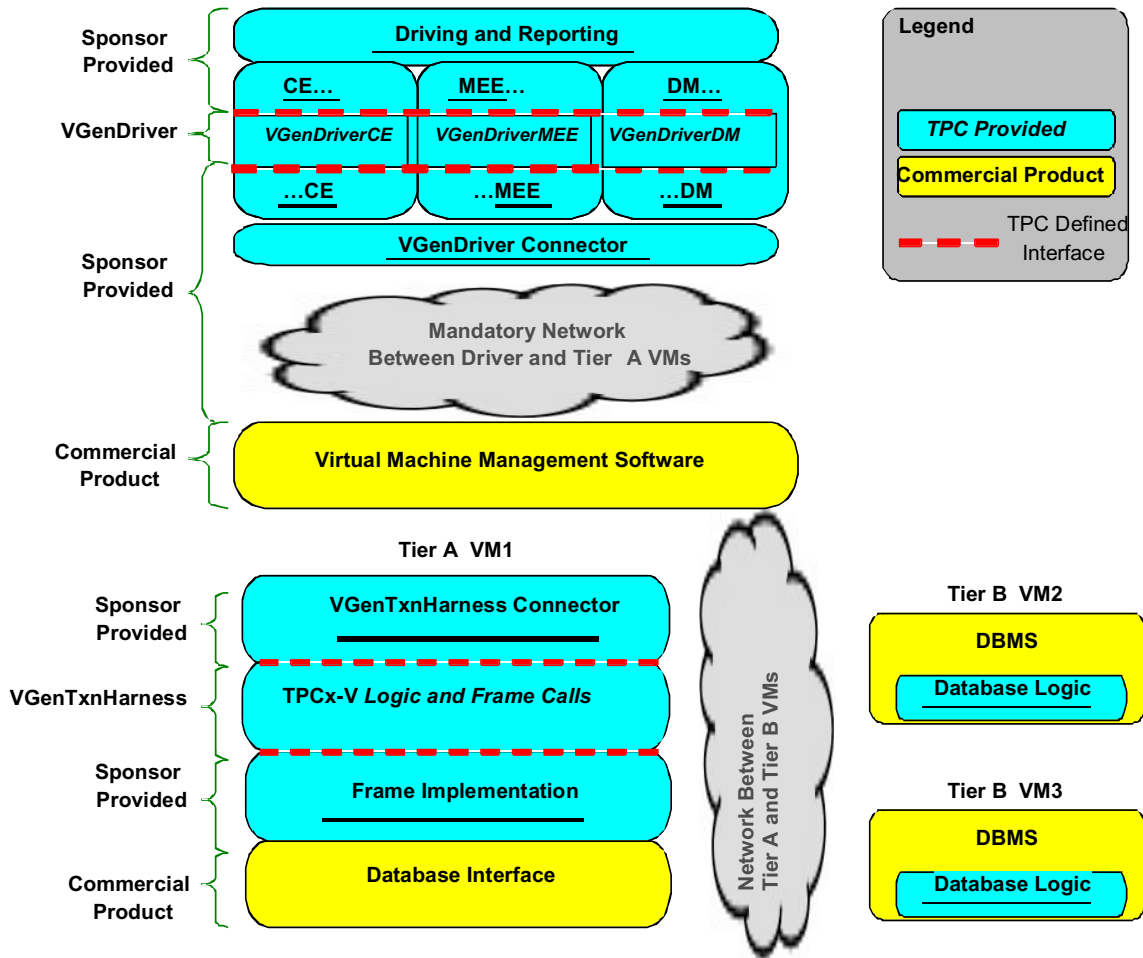 Sponsor
Provided
VGenDriver
Sponsor
Provided
Commercial
Product
Driving and Reporting
CE...
MEE...
DM...
VGenDriverCE
VGenDriverMEE
VGenDriverDM
...CE
...MEE
...DM
VGenDriver Connector
Mandatory Network
Between Driver and Tier A VMs
Virtual Machine Management Software
Legend
TPC Provided
Commercial Product
TPC Defined
Interface
Tier A VM1
Sponsor
Provided
VGenTxnHarness
Sponsor
Provided
Commercial
Product
VGenTxnHarness Connector
TPCx-V Logic and Frame Calls
Frame Implementation
Database Interface
Network Between
Tier A and Tier B VMs
Tier B VM2
DBMS
Database Logic
Tier B VM3
DBMS
Database Logic